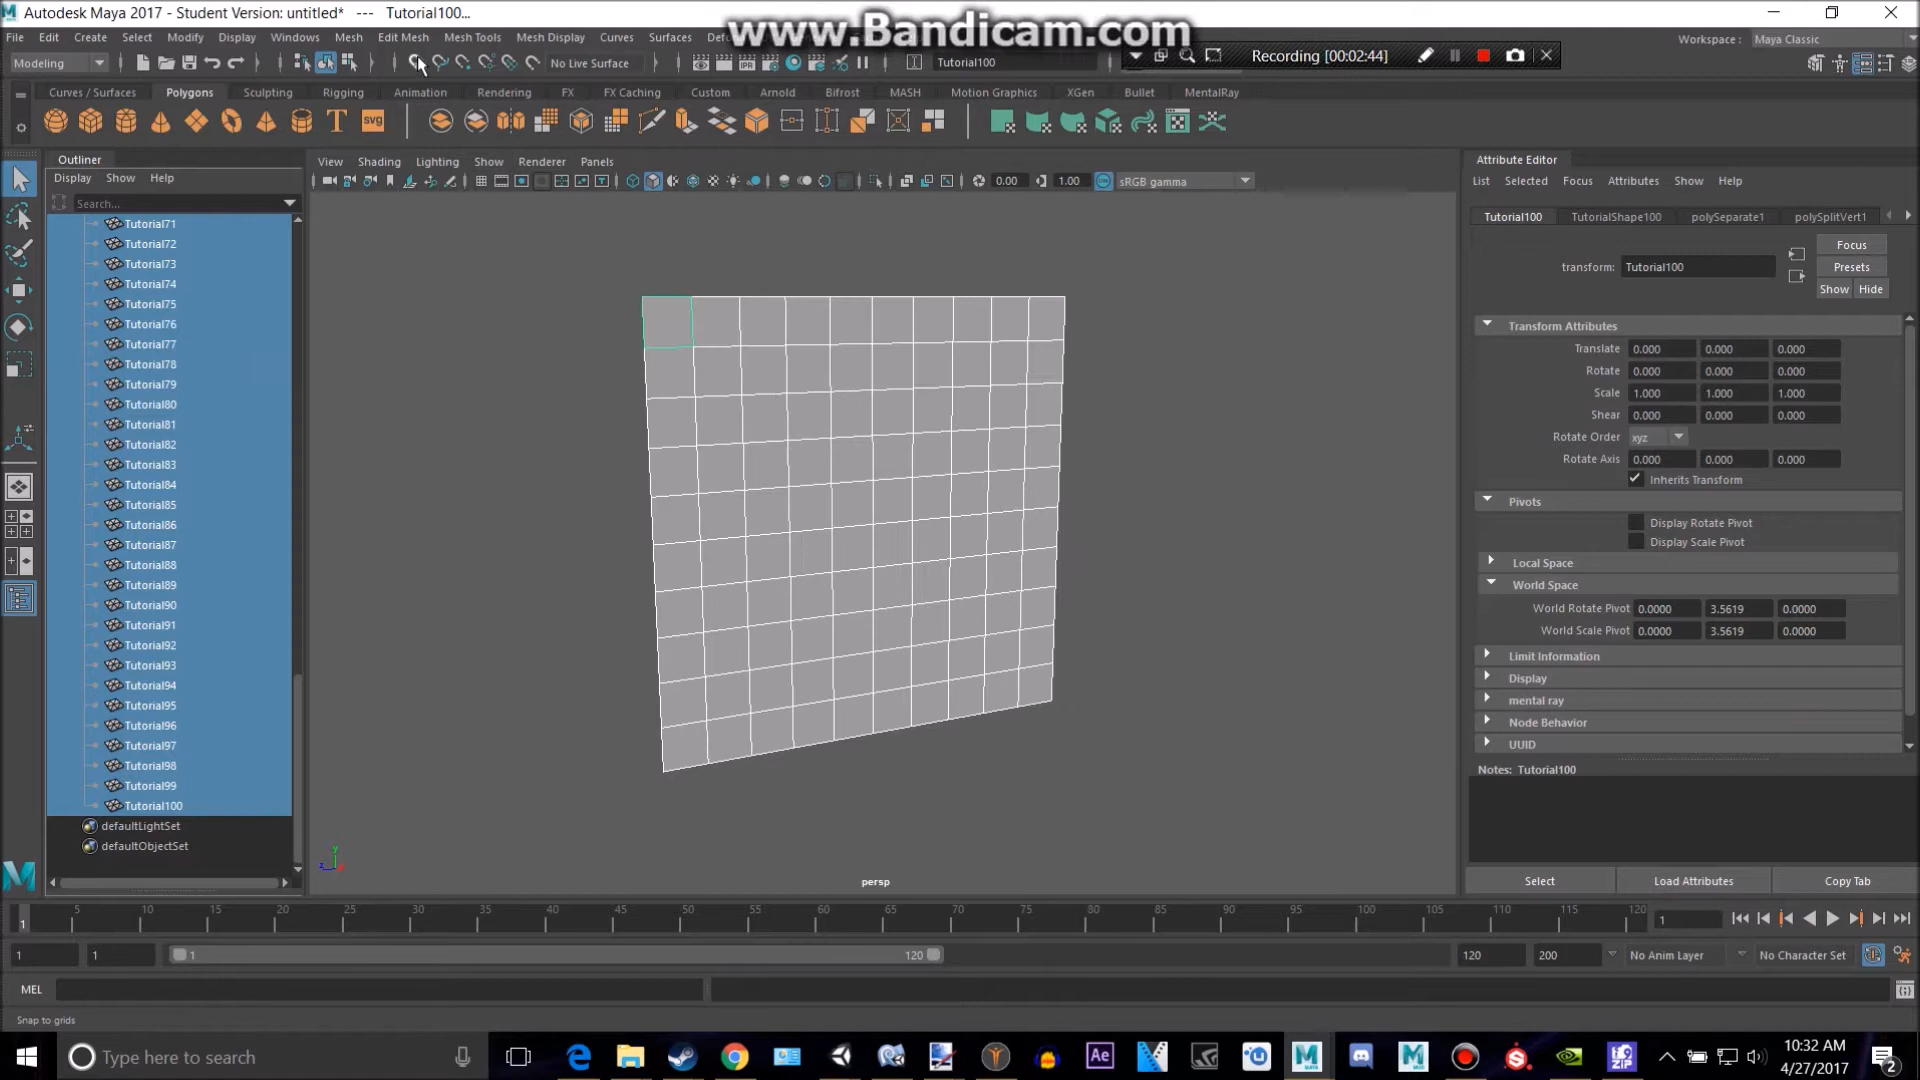 Autodesk Maya 2017 - Student Version: untitled* --- Tutorial100...
www.Bandicam.com
File Edit Mesh Create Select Modify Display Windows Mesh Edit Mesh Mesh Tools Mesh Display Curves Surfaces
Workspace : Maya Classic
Recording [00:02:44]
Modeling
No Live Surface
IPR
Tutorial100
Curves / Surfaces Polygons Sculpting Rigging Animation Rendering FX FX Caching Custom Arnold Bifrost MASH Motion Graphics XGen Bullet MentalRay
T
SVG
Outliner
Display Show Help
Search...
Tutorial71
Tutorial72
Tutorial73
Tutorial74
Tutorial75
Tutorial76
Tutorial77
Tutorial78
Tutorial79
Tutorial80
Tutorial81
Tutorial82
Tutorial83
Tutorial84
Tutorial85
Tutorial86
Tutorial87
Tutorial88
Tutorial89
Tutorial90
Tutorial91
Tutorial92
Tutorial93
Tutorial94
Tutorial95
Tutorial96
Tutorial97
Tutorial98
Tutorial99
Tutorial100
defaultLightSet
defaultObjectSet
View Shading Lighting Show Renderer Panels
0.00 1.00 sRGB gamma
y
z
persp
Attribute Editor
List Selected Focus Attributes Show Help
Tutorial100 TutorialShape100 polySeparate1 polySplitVert1
Focus
transform: Tutorial100
Presets
Show Hide
Transform Attributes
Translate 0.000 0.000 0.000
Rotate 0.000 0.000 0.000
Scale 1.000 1.000 1.000
Shear 0.000 0.000 0.000
Rotate Order xyz
Rotate Axis 0.000 0.000 0.000
Inherits Transform
Pivots
Display Rotate Pivot
Display Scale Pivot
Local Space
World Space
World Rotate Pivot 0.0000 3.5619 0.0000
World Scale Pivot 0.0000 3.5619 0.0000
Limit Information
Display
mental ray
Node Behavior
UUID
Notes: Tutorial100
Select Load Attributes Copy Tab
1 5 10 15 20 25 30 35 40 45 50 55 60 65 70 75 80 85 90 95 100 105 110 115 120 1
1 1 1 120 120 200 No Anim Layer No Character Set
MEL
Snap to grids
Type here to search
Ae
ZIP
10:32 AM
4/27/2017
2